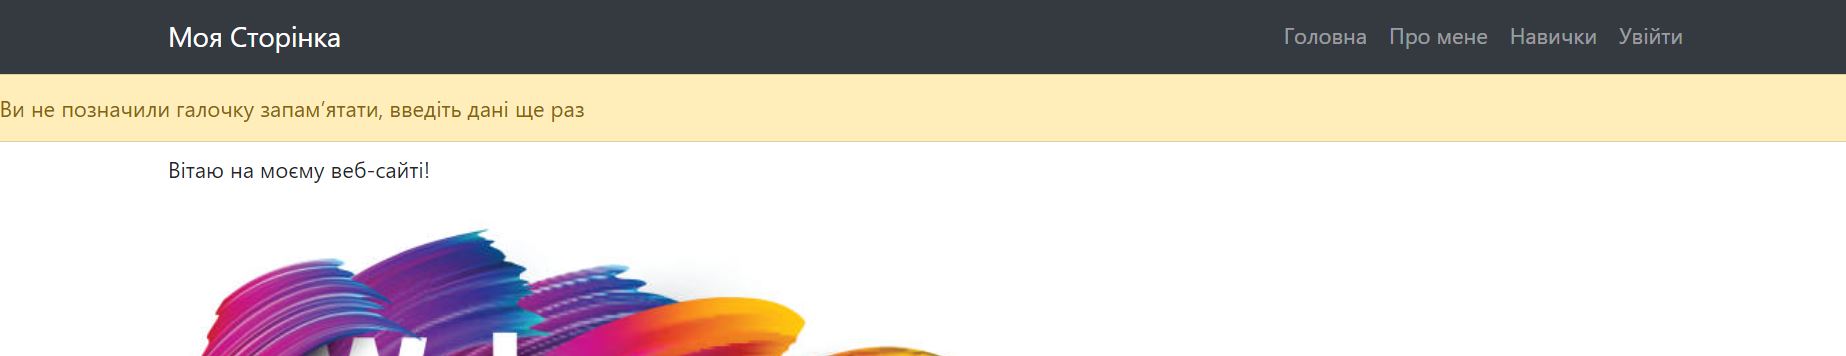 Моя Сторінка
Головна Про мене Навички Увійти
Ви не позначили галочку запам’ятати, введіть дані ще раз
Вітаю на моєму веб-сайті!